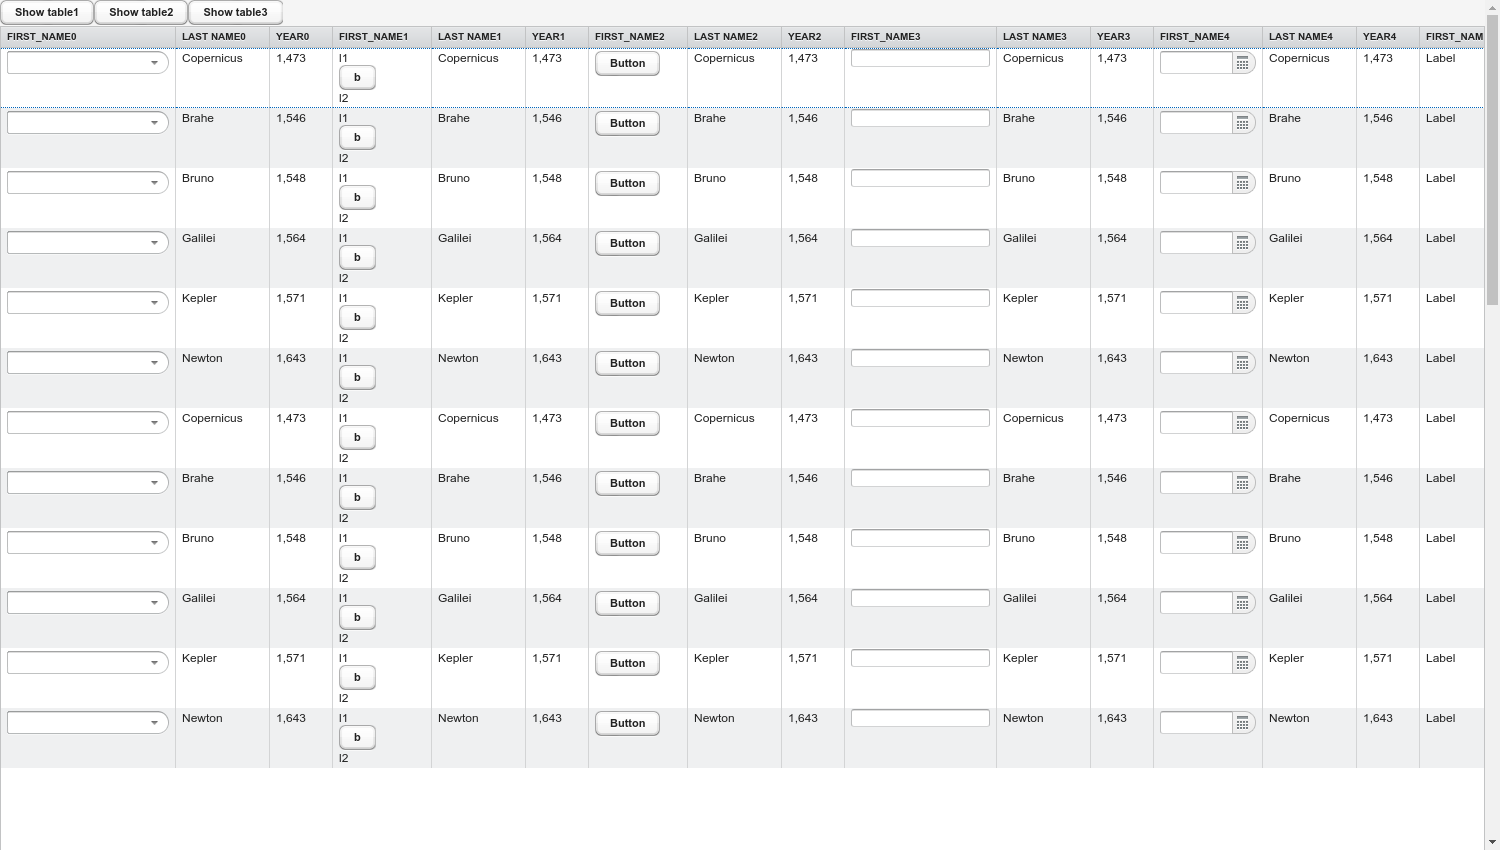 Show table1 Show table2 Show table3
FIRST_NAME0 LAST NAME0 YEAR0 FIRST_NAME1 LAST NAME1 YEAR1 FIRST_NAME2 LAST NAME2 YEAR2 FIRST_NAME3 LAST NAME3 YEAR3 FIRST_NAME4 LAST NAME4 YEAR4 FIRST_NAM
Copernicus 1,473 l1 Copernicus 1,473 Button Copernicus 1,473 Copernicus 1,473 Copernicus 1,473 Label
b
l2
Brahe 1,546 l1 Brahe 1,546 Button Brahe 1,546 Brahe 1,546 Brahe 1,546 Label
b
l2
Bruno 1,548 l1 Bruno 1,548 Button Bruno 1,548 Bruno 1,548 Bruno 1,548 Label
b
l2
Galilei 1,564 l1 Galilei 1,564 Button Galilei 1,564 Galilei 1,564 Galilei 1,564 Label
b
l2
Kepler 1,571 l1 Kepler 1,571 Button Kepler 1,571 Kepler 1,571 Kepler 1,571 Label
b
l2
Newton 1,643 l1 Newton 1,643 Button Newton 1,643 Newton 1,643 Newton 1,643 Label
b
l2
Copernicus 1,473 l1 Copernicus 1,473 Button Copernicus 1,473 Copernicus 1,473 Copernicus 1,473 Label
b
l2
Brahe 1,546 l1 Brahe 1,546 Button Brahe 1,546 Brahe 1,546 Brahe 1,546 Label
b
l2
Bruno 1,548 l1 Bruno 1,548 Button Bruno 1,548 Bruno 1,548 Bruno 1,548 Label
b
l2
Galilei 1,564 l1 Galilei 1,564 Button Galilei 1,564 Galilei 1,564 Galilei 1,564 Label
b
l2
Kepler 1,571 l1 Kepler 1,571 Button Kepler 1,571 Kepler 1,571 Kepler 1,571 Label
b
l2
Newton 1,643 l1 Newton 1,643 Button Newton 1,643 Newton 1,643 Newton 1,643 Label
b
l2